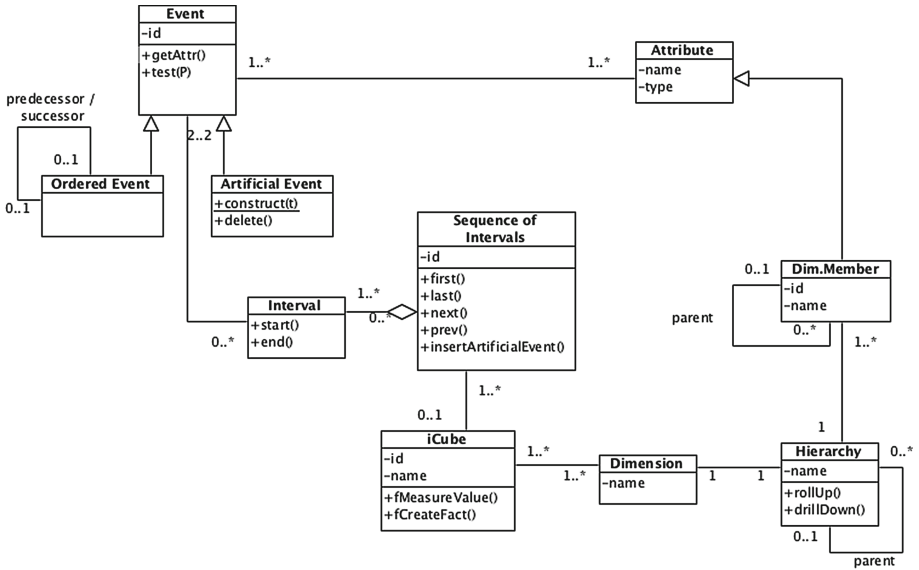 Event
-id
+getAttr()
+test(P)
1..*
1..*
Attribute
-name
-type
predecessor /
successor
0..1
0..1
2..2
Ordered Event
Artificial Event
+construct(t)
+delete()
Sequence of
Intervals
-id
+first()
+last()
+next()
+prev()
+insertArtificialEvent()
Interval
+start()
+end()
1..*
0..*
0..*
0..1
Dim.Member
-id
-name
parent
0..*
1..*
1..*
0..1
iCube
-id
-name
+fMeasureValue()
+fCreateFact()
1..*
1..*
Dimension
-name
1
1
1
Hierarchy
-name
+rollUp()
+drillDown()
0..*
0..1
parent